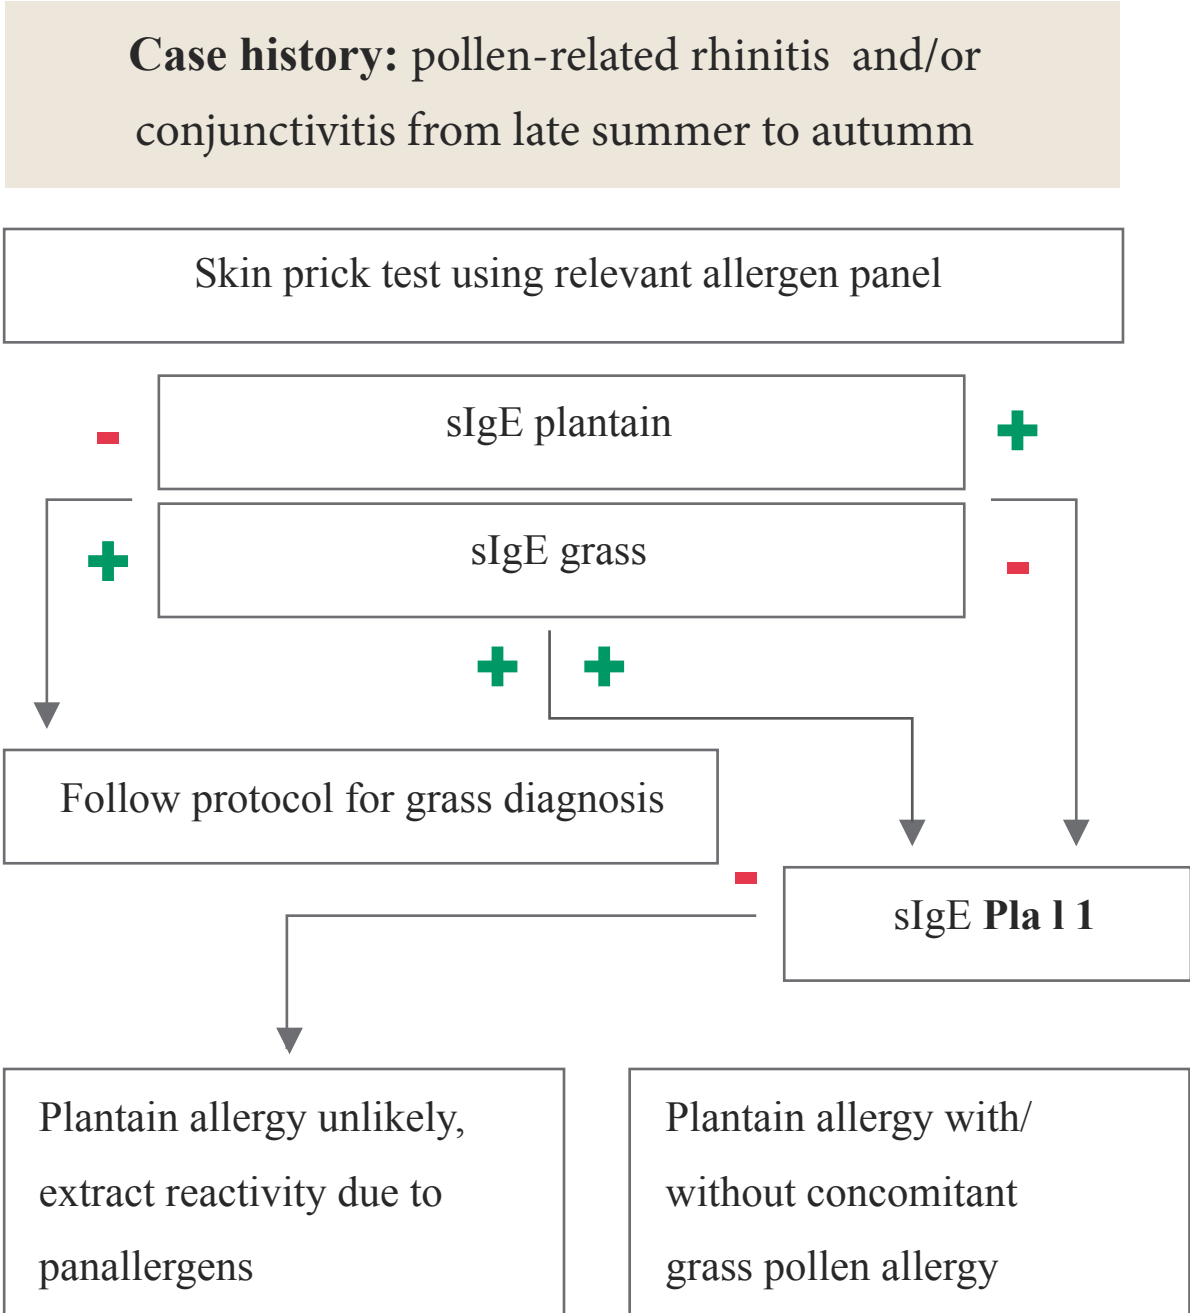 Case history: pollen-related rhinitis and/or
conjunctivitis from late summer to autumm
Skin prick test using relevant allergen panel
-
sIgE plantain
+
+
sIgE grass
-
+ +
Follow protocol for grass diagnosis
-
sIgE Pla l 1
Plantain allergy unlikely,
extract reactivity due to
panallergens
Plantain allergy with/
without concomitant
grass pollen allergy